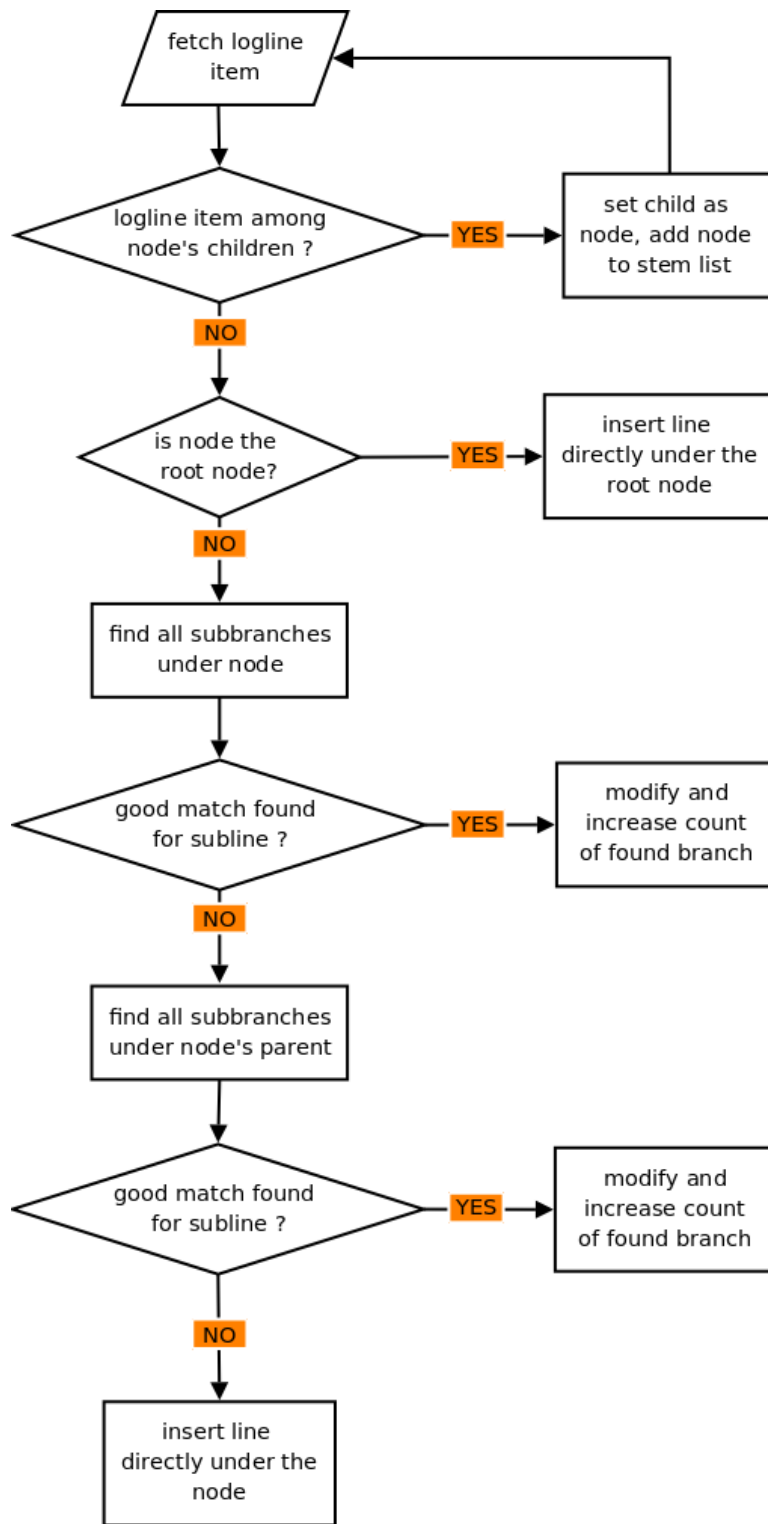 fetch logline
item
logline item among
node's children ?
YES
set child as
node, add node
to stem list
NO
is node the
root node?
YES
insert line
directly under the
root node
NO
find all subbranches
under node
good match found
for subline ?
YES
modify and
increase count
of found branch
NO
find all subbranches
under node's parent
good match found
for subline ?
YES
modify and
increase count
of found branch
NO
insert line
directly under the
node